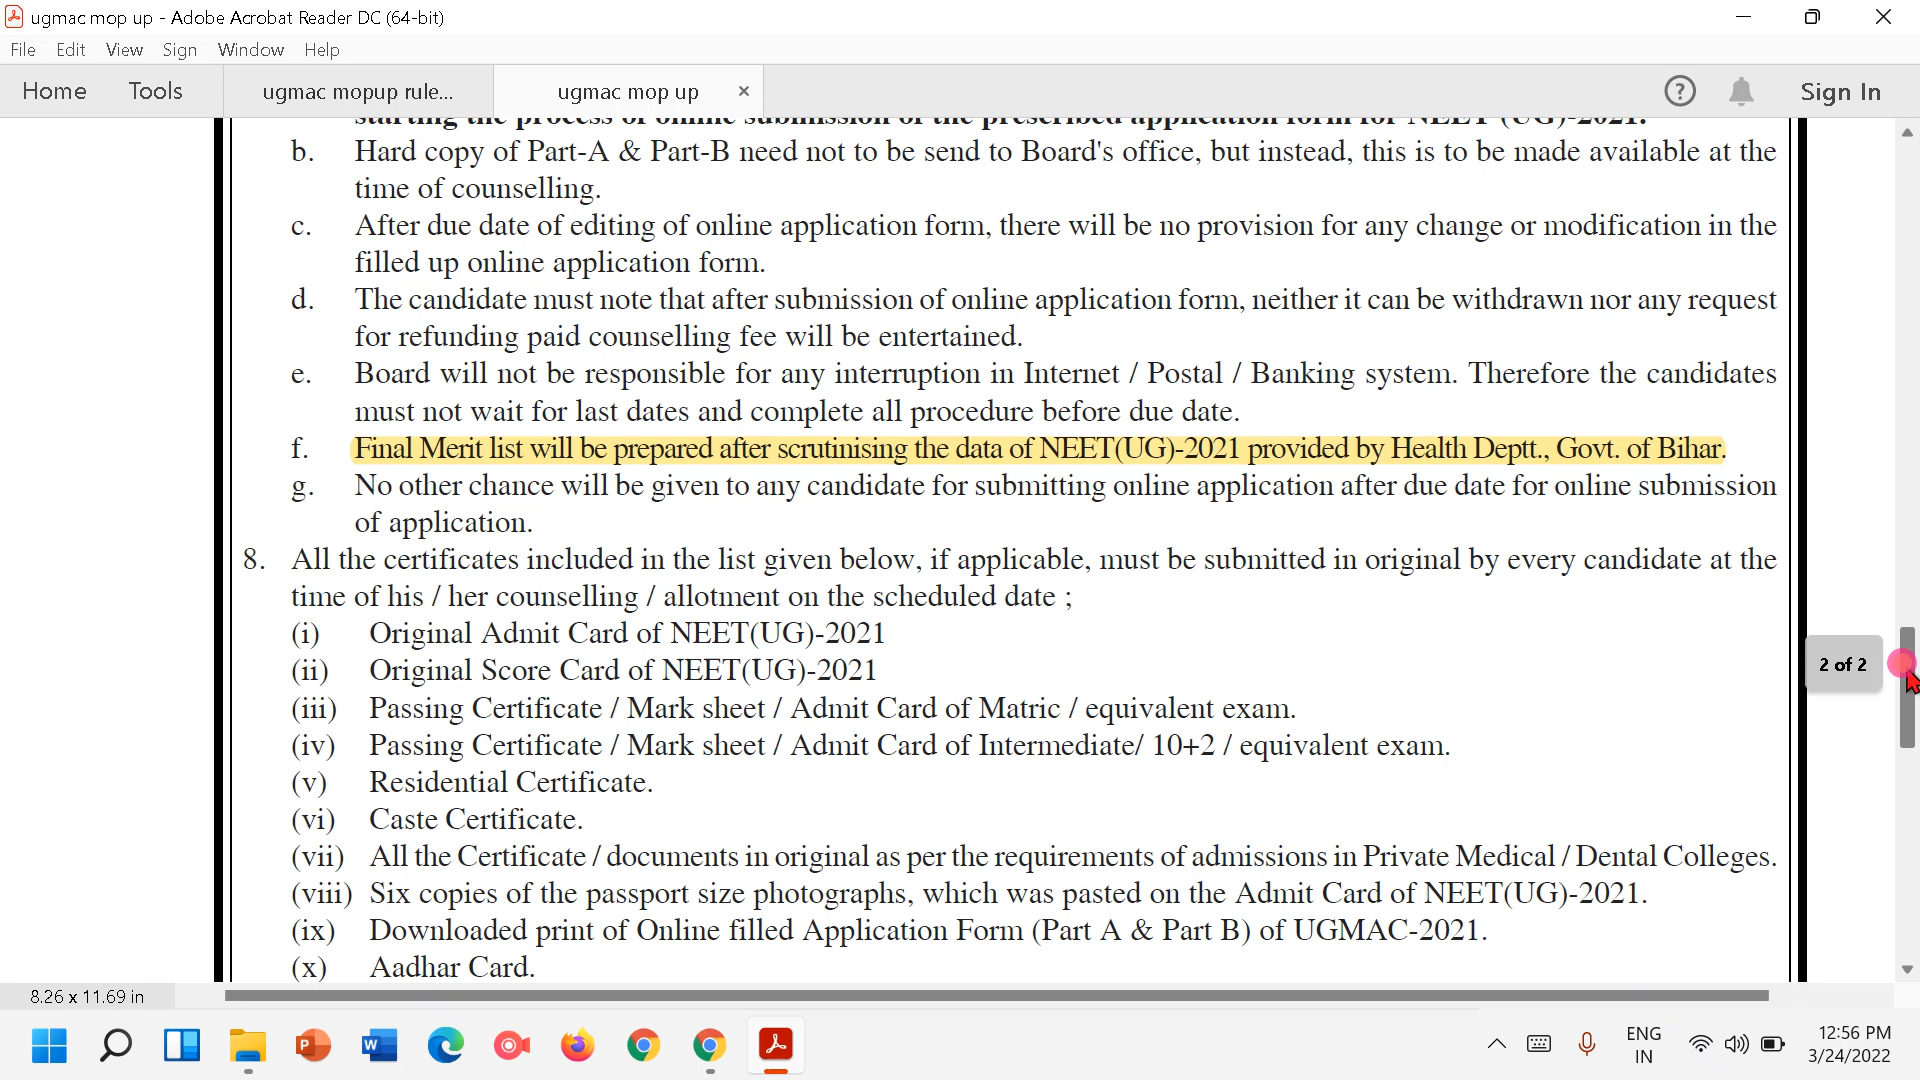 ugmac mop up - Adobe Acrobat Reader DC (64-bit)
File Edit View Sign Window Help
Home Tools ugmac mopup rule... ugmac mop up × ? Sign In
starting the process of online submission of the prescribed application form for NEET (UG)-2021.
b. Hard copy of Part-A & Part-B need not to be send to Board's office, but instead, this is to be made available at the
time of counselling.
c. After due date of editing of online application form, there will be no provision for any change or modification in the
filled up online application form.
d. The candidate must note that after submission of online application form, neither it can be withdrawn nor any request
for refunding paid counselling fee will be entertained.
e. Board will not be responsible for any interruption in Internet / Postal / Banking system. Therefore the candidates
must not wait for last dates and complete all procedure before due date.
f. Final Merit list will be prepared after scrutinising the data of NEET(UG)-2021 provided by Health Deptt., Govt. of Bihar.
g. No other chance will be given to any candidate for submitting online application after due date for online submission
of application.
8. All the certificates included in the list given below, if applicable, must be submitted in original by every candidate at the
time of his / her counselling / allotment on the scheduled date ;
(i) Original Admit Card of NEET(UG)-2021
(ii) Original Score Card of NEET(UG)-2021
(iii) Passing Certificate / Mark sheet / Admit Card of Matric / equivalent exam.
(iv) Passing Certificate / Mark sheet / Admit Card of Intermediate/ 10+2 / equivalent exam.
(v) Residential Certificate.
(vi) Caste Certificate.
(vii) All the Certificate / documents in original as per the requirements of admissions in Private Medical / Dental Colleges.
(viii) Six copies of the passport size photographs, which was pasted on the Admit Card of NEET(UG)-2021.
(ix) Downloaded print of Online filled Application Form (Part A & Part B) of UGMAC-2021.
(x) Aadhar Card.
2 of 2
8.26 x 11.69 in
ENG
IN
12:56 PM
3/24/2022